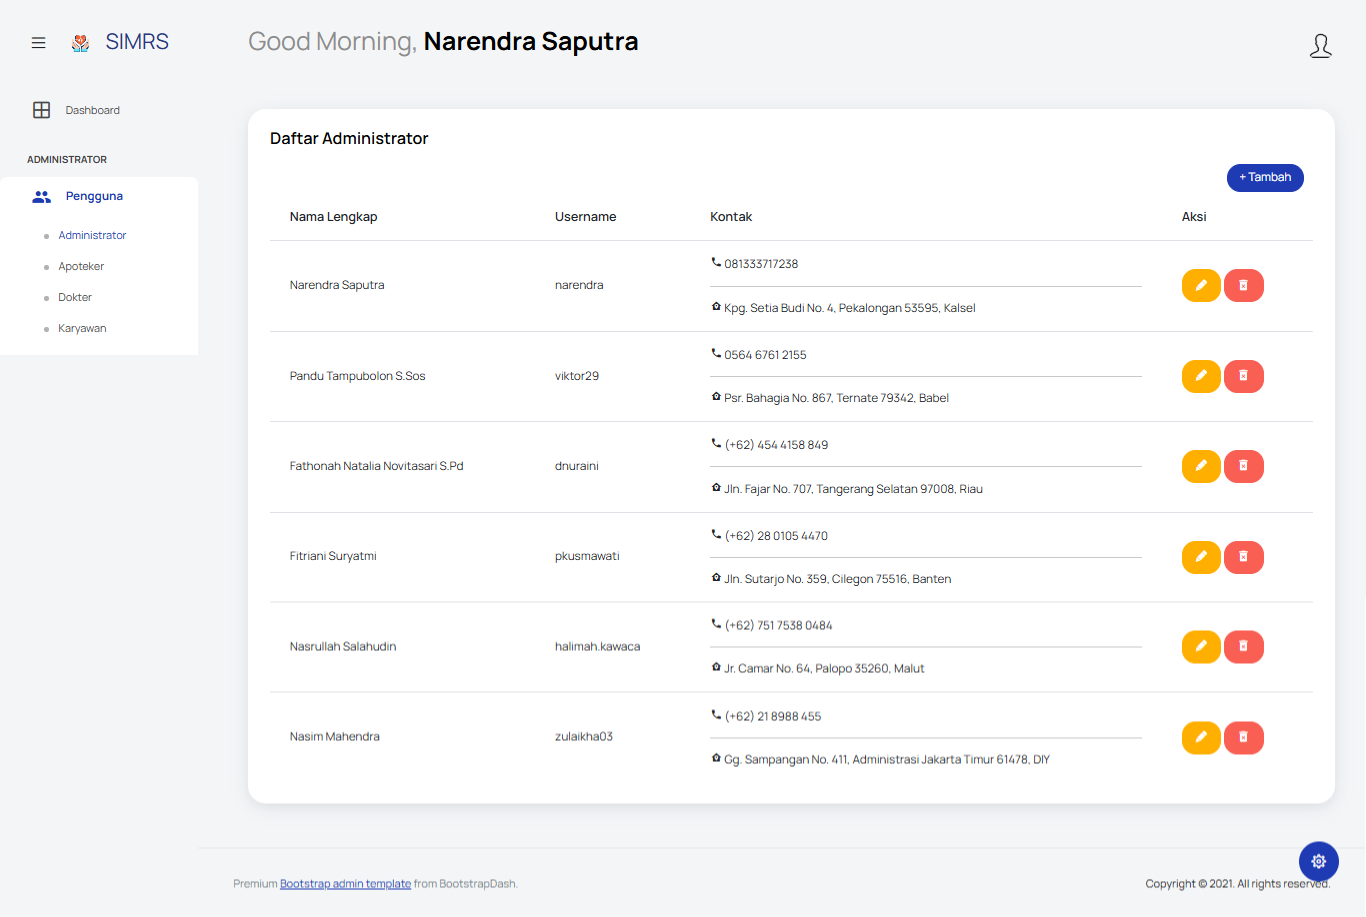 SIMRS
Good Morning, Narendra Saputra
Dashboard
ADMINISTRATOR
Pengguna
Administrator
Apoteker
Dokter
Karyawan
Daftar Administrator
+ Tambah
Nama Lengkap Username Kontak Aksi
081333717238
Narendra Saputra narendra
Kpg. Setia Budi No. 4, Pekalongan 53595, Kalsel
0564 6761 2155
Pandu Tampubolon S.Sos viktor29
Psr. Bahagia No. 867, Ternate 79342, Babel
(+62) 454 4158 849
Fathonah Natalia Novitasari S.Pd dnuraini
Jln. Fajar No. 707, Tangerang Selatan 97008, Riau
(+62) 28 0105 4470
Fitriani Suryatmi pkusmawati
Jln. Sutarjo No. 359, Cilegon 75516, Banten
(+62) 751 7538 0484
Nasrullah Salahudin halimah.kawaca
Jr. Camar No. 64, Palopo 35260, Malut
(+62) 21 8988 455
Nasim Mahendra zulaikha03
Gg. Sampangan No. 411, Administrasi Jakarta Timur 61478, DIY
Premium Bootstrap admin template from BootstrapDash.
Copyright © 2021. All rights reserved.